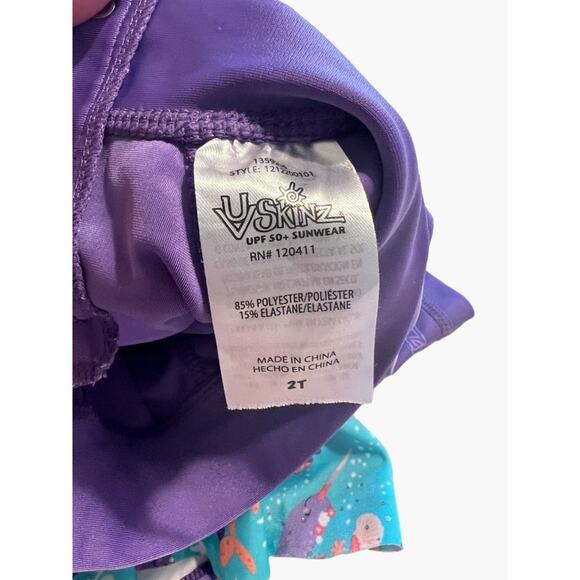 STYLE: 1212200101
UV SKINZ
UPF 50+ SUNWEAR
RN# 120411
85% POLYESTER/POLIÉSTER
15% ELASTANE/ELASTANE
MADE IN CHINA
HECHO EN CHINA
2T